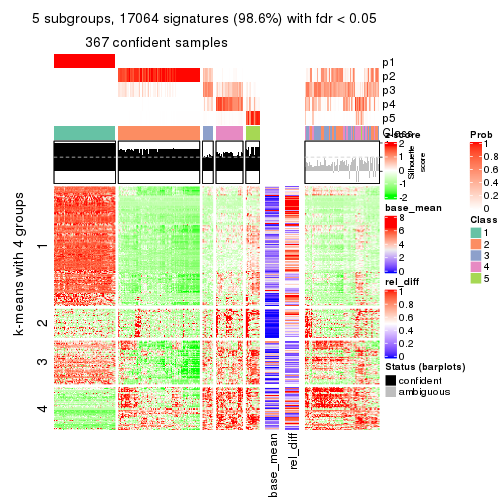 5 subgroups, 17064 signatures (98.6%) with fdr < 0.05
367 confident samples
p1
p2
p3
p4
p5
Class
z-score
2
1
0
-1
-2
Silhouette
score
base_mean
8
6
4
2
0
rel_diff
1
0.8
0.6
0.4
0.2
0
Status (barplots)
confident
ambiguous
Prob
1
0.8
0.6
0.4
0.2
0
Class
1
2
3
4
5
k-means with 4 groups
1
2
3
4
base_mean
rel_diff